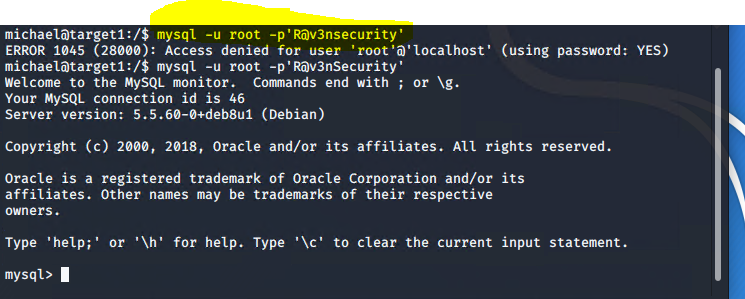 michael@target1:/$ mysql -u root -p'R@v3nsecurity'
ERROR 1045 (28000): Access denied for user 'root'@'localhost' (using password: YES)
michael@target1:/$ mysql -u root -p'R@v3nSecurity'
Welcome to the MySQL monitor.  Commands end with ; or \g.
Your MySQL connection id is 46
Server version: 5.5.60-0+deb8u1 (Debian)
Copyright (c) 2000, 2018, Oracle and/or its affiliates. All rights reserved.
Oracle is a registered trademark of Oracle Corporation and/or its
affiliates. Other names may be trademarks of their respective
owners.
Type 'help;' or '\h' for help. Type '\c' to clear the current input statement.
mysql>